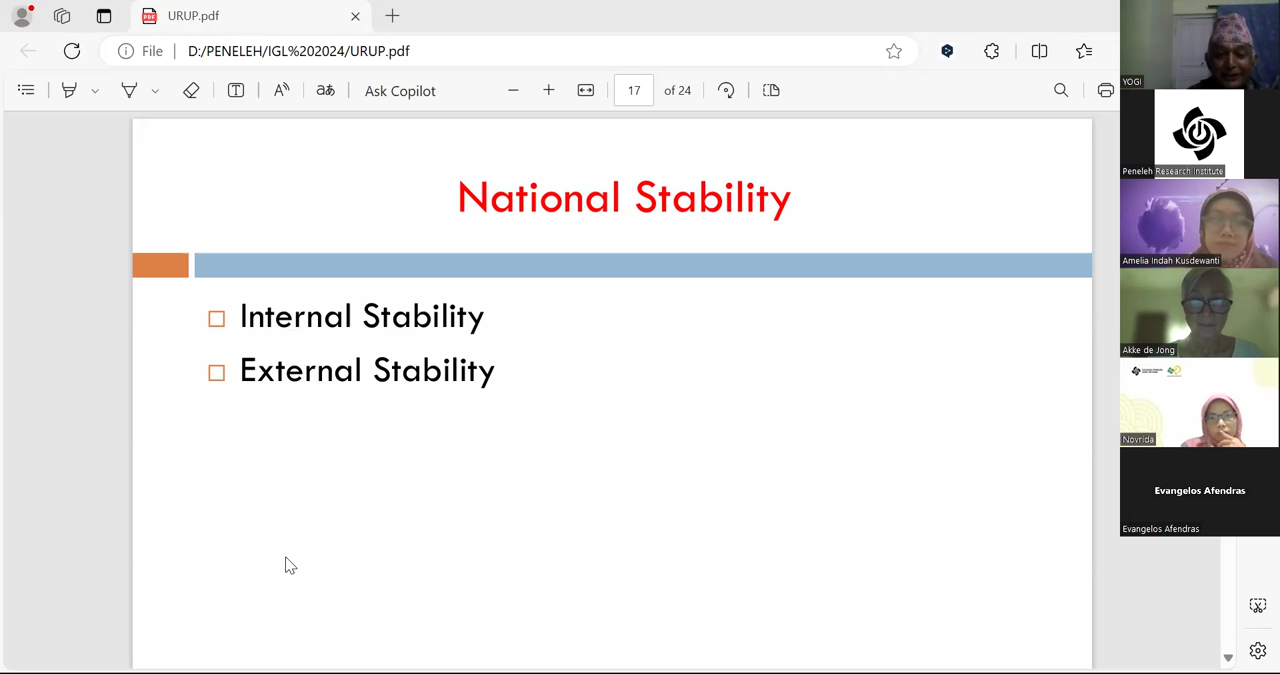 URUP.pdf
File
D:/PENELEH/IGL%202024/URUP.pdf
Ask Copilot
17 of 24
National Stability
Internal Stability
External Stability
YOGI
Peneleh Research Institute
Amelia Indah Kusdewanti
Akke de Jong
Novrida
Evangelos Afendras
Evangelos Afendras